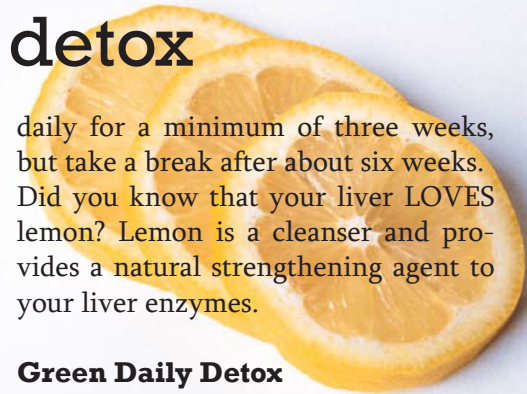 detox
daily for a minimum of three weeks,
but take a break after about six weeks.
Did you know that your liver LOVES
lemon? Lemon is a cleanser and pro-
vides a natural strengthening agent to
your liver enzymes.
Green Daily Detox